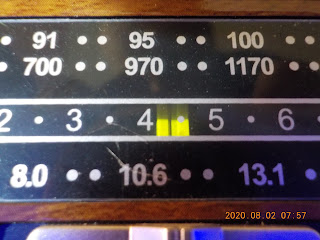 • 91 •• 95 •• 100 ••
•• 700 •• 970 •• 1170 ••
2 • 3 • 4 • 5 • 6 •
8.0 •• 10.6 •• 13.1 •
2020.08.02 07:57